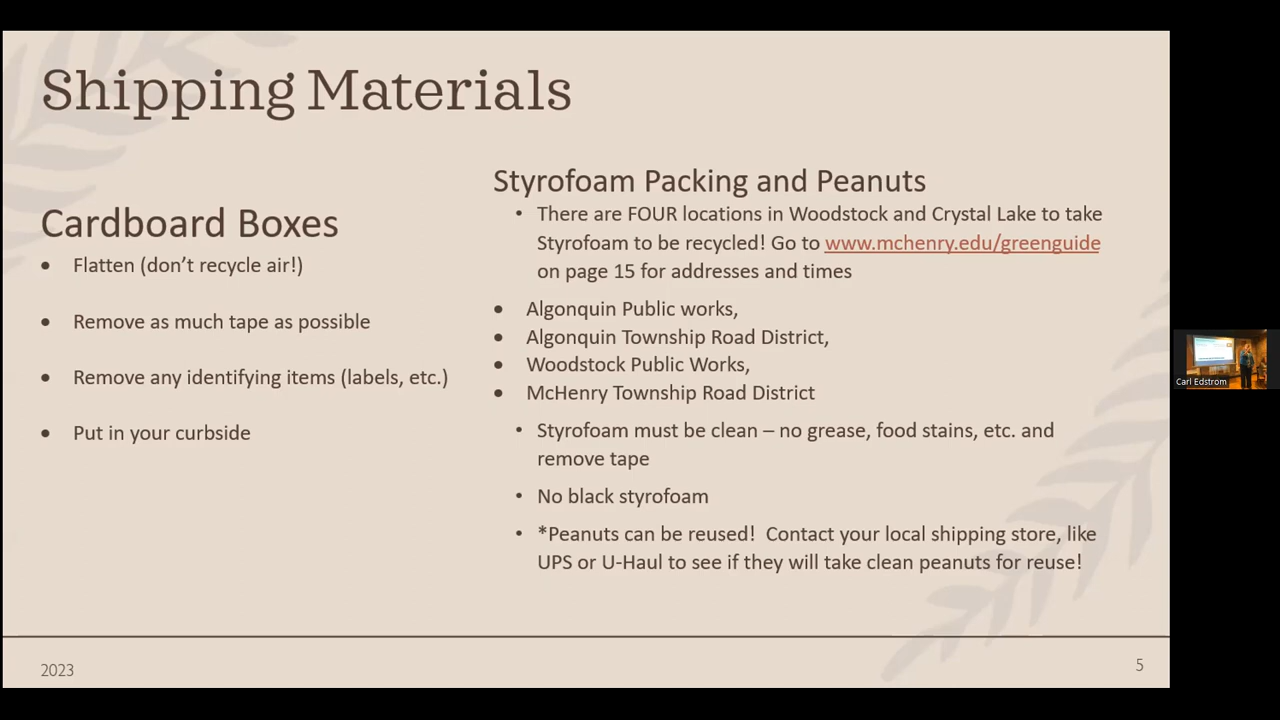 Shipping Materials
Cardboard Boxes
• Flatten (don’t recycle air!)
• Remove as much tape as possible
• Remove any identifying items (labels, etc.)
• Put in your curbside
Styrofoam Packing and Peanuts
• There are FOUR locations in Woodstock and Crystal Lake to take
Styrofoam to be recycled! Go to www.mchenry.edu/greenguide
on page 15 for addresses and times
• Algonquin Public works,
• Algonquin Township Road District,
• Woodstock Public Works,
• McHenry Township Road District
• Styrofoam must be clean – no grease, food stains, etc. and
remove tape
• No black styrofoam
• *Peanuts can be reused!  Contact your local shipping store, like
UPS or U-Haul to see if they will take clean peanuts for reuse!
2023
5
Carl Edstrom